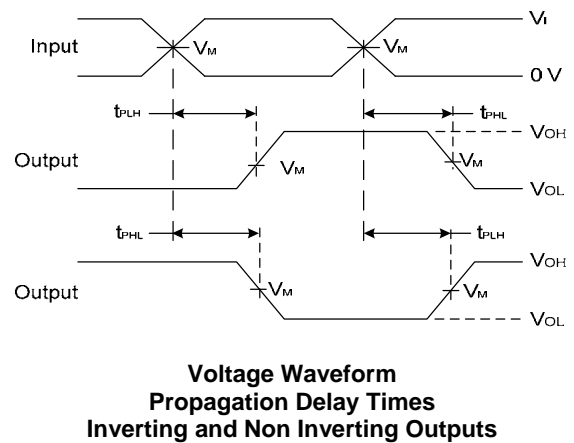 VI
Input VM VM
0 V
tPLH tPHL
VOH
Output VM VM
VOL
tPHL tPLH
VOH
Output VM VM
VOL
Voltage Waveform
Propagation Delay Times
Inverting and Non Inverting Outputs